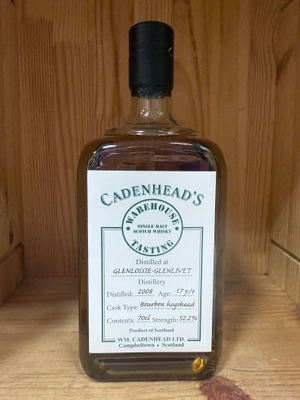 CADENHEAD'S
WAREHOUSE
SINGLE MALT
SCOTCH WHISKY
TASTING
Distilled at
GLENLOSSIE-GLENLIVET
Distillery
Distilled: 2008 Age: 17 y/o
Cask Type: Bourbon hogshead
Contents: 70cl Strength: 52.2%
Product of Scotland
WM. CADENHEAD LTD.
Campbeltown • Scotland